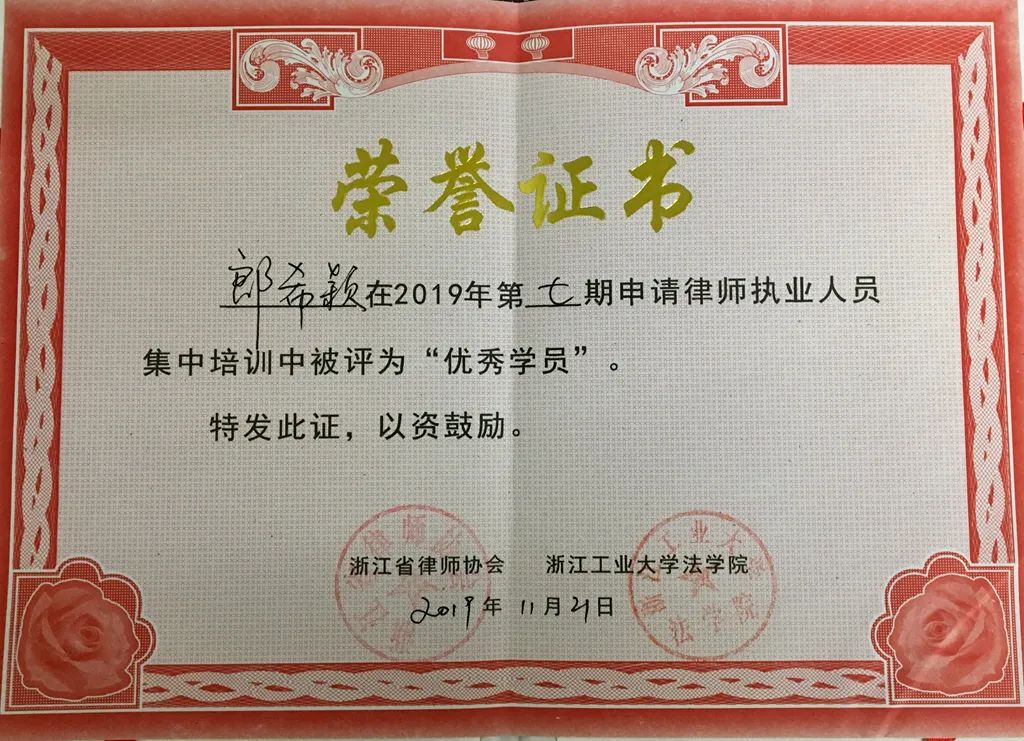 荣誉证书
郎希颖在2019年第七期申请律师执业人员
集中培训中被评为“优秀学员”。
特发此证，以资鼓励。
浙江省律师协会 浙江工业大学法学院
2019年 11月21日